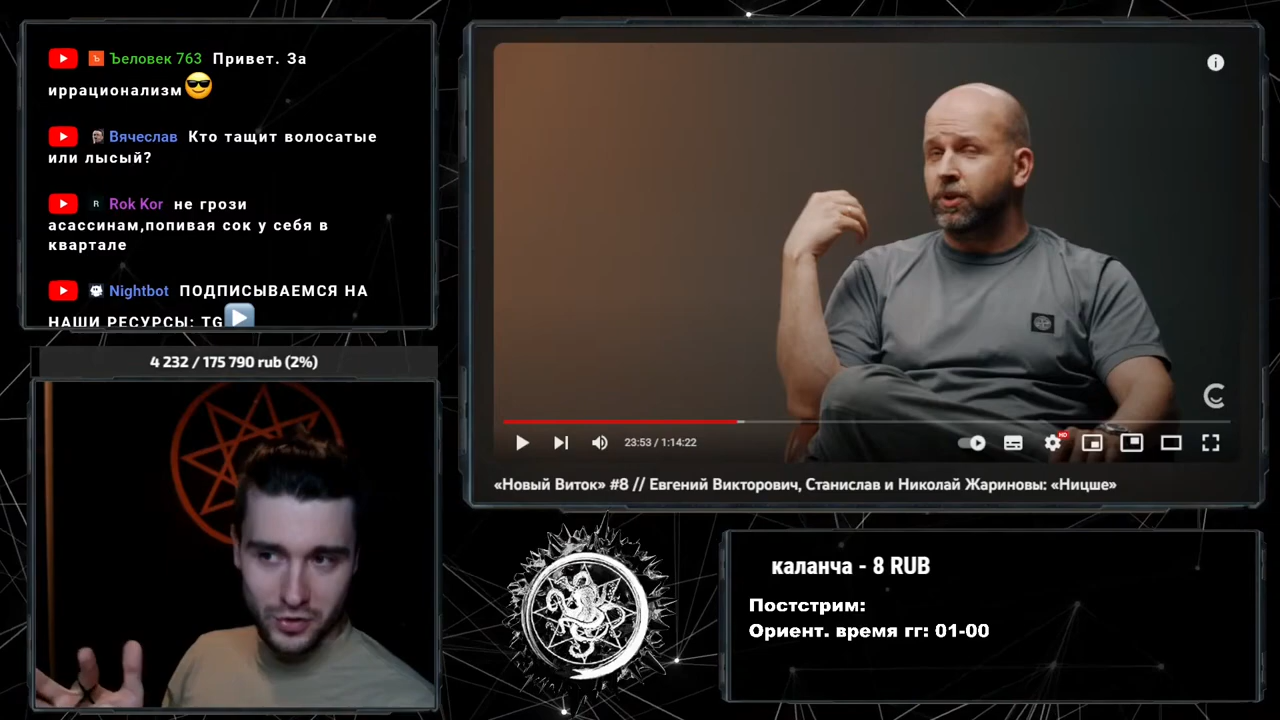 Ъеловек 763 Привет. За
иррационализм
Вячеслав Кто тащит волосатые
или лысый?
Rok Kor не грози
асассинам,попивая сок у себя в
квартале
Nightbot ПОДПИСЫВАЕМСЯ НА
НАШИ РЕСУРСЫ: TG
4 232 / 175 790 rub (2%)
23:53 / 1:14:22
HD
«Новый Виток» #8 // Евгений Викторович, Станислав и Николай Жариновы: «Ницше»
каланча - 8 RUB
Постстрим:
Ориент. время гг: 01-00